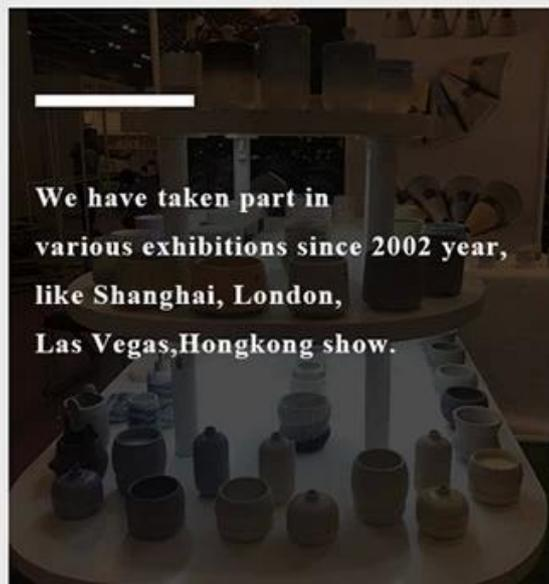 We have taken part in
various exhibitions since 2002 year,
like Shanghai, London,
Las Vegas,Hongkong show.